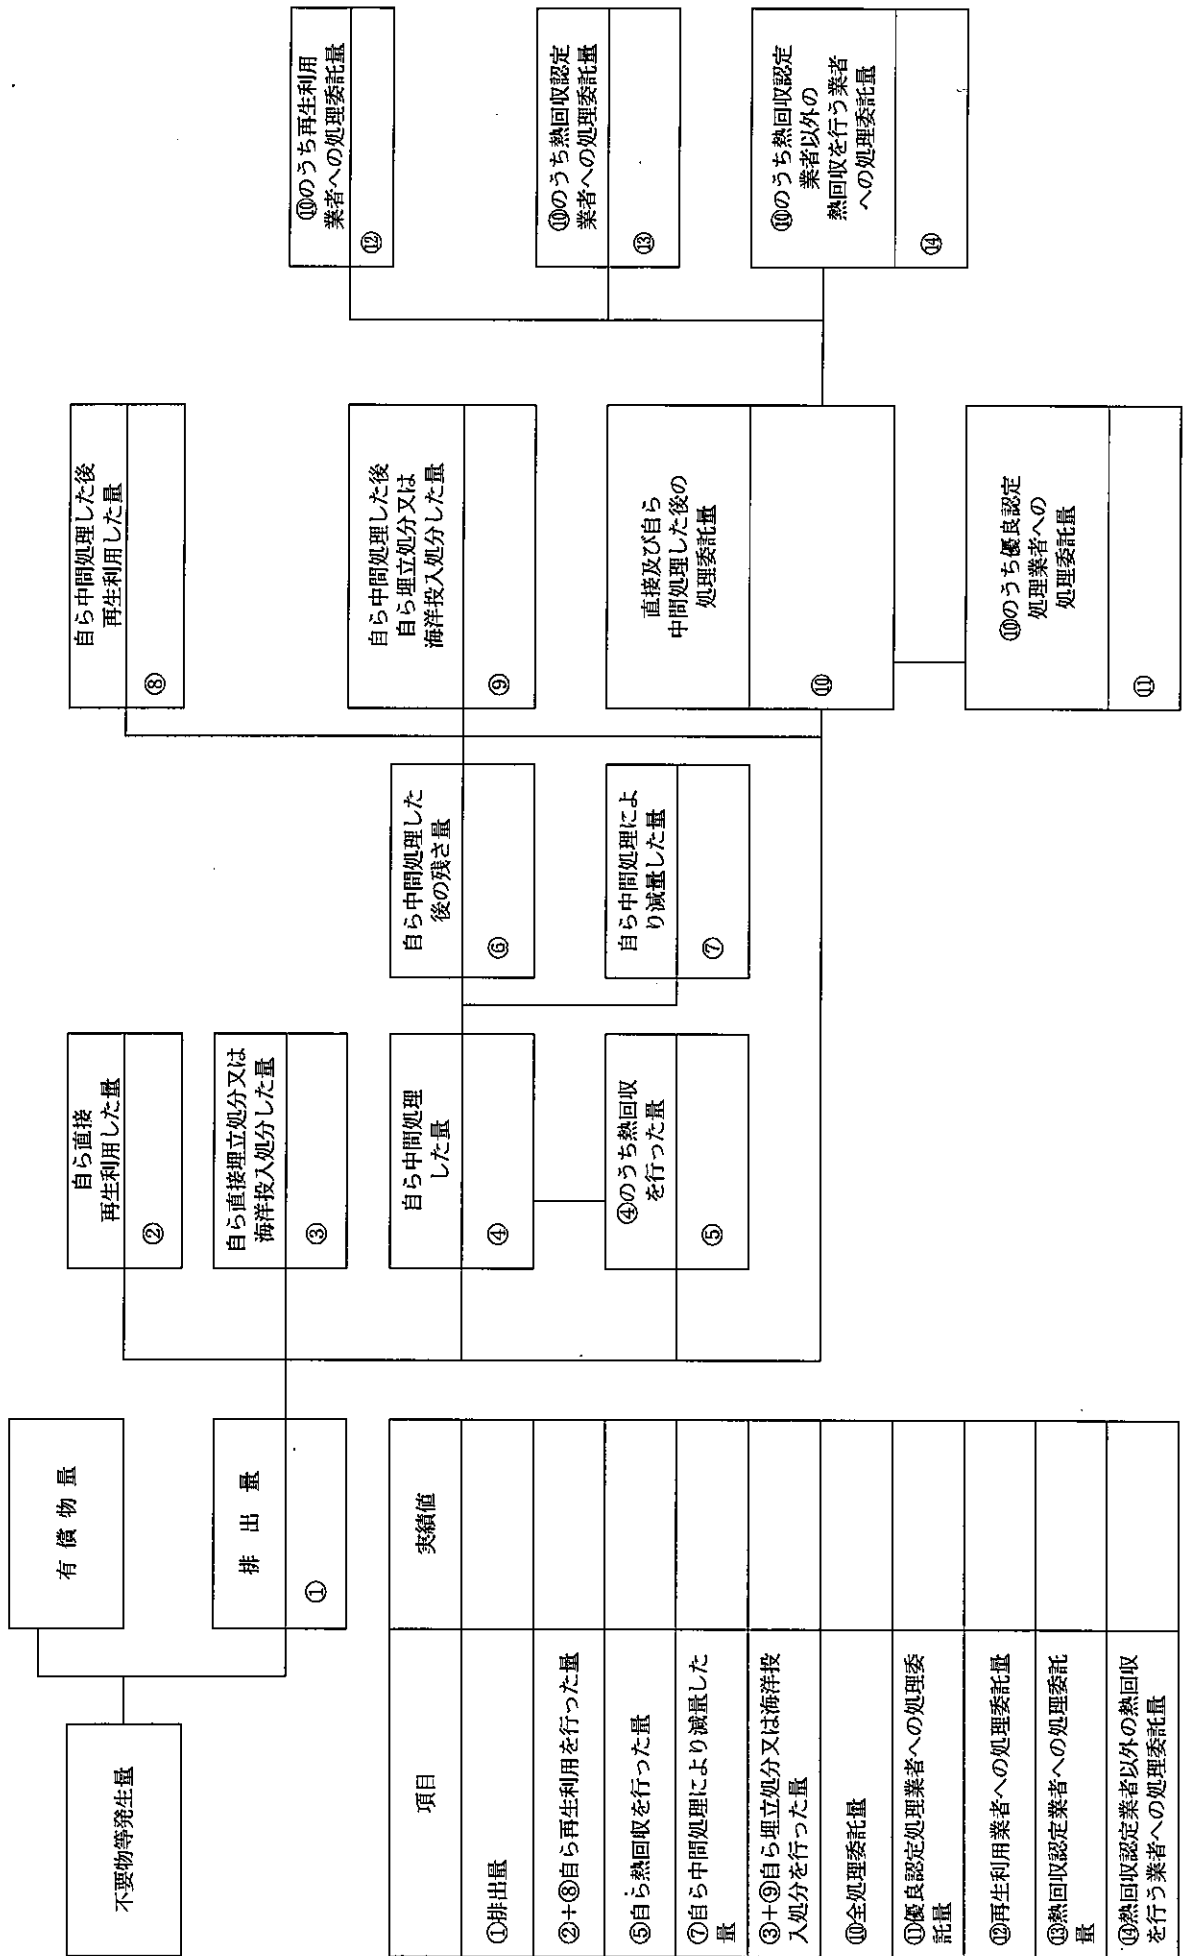 不要物等発生量
有償物量
排出量
①
自ら直接
再生利用した量
②
自ら直接埋立処分又は
海洋投入処分した量
③
自ら中間処理
した量
④
④のうち熱回収
を行った量
⑤
自ら中間処理した
後の残さ量
⑥
自ら中間処理によ
り減量した量
⑦
自ら中間処理した後
再生利用した量
⑧
自ら中間処理した後
自ら埋立処分又は
海洋投入処分した量
⑨
直接及び自ら
中間処理した後の
処理委託量
⑩
⑩のうち優良認定
処理業者への
処理委託量
⑪
⑩のうち再生利用
業者への処理委託量
⑫
⑩のうち熱回収認定
業者への処理委託量
⑬
⑩のうち熱回収認定
業者以外の
熱回収を行う業者
への処理委託量
⑭
項目
実績値
①排出量
②+⑧自ら再生利用を行った量
⑤自ら熱回収を行った量
⑦自ら中間処理により減量した
量
③+⑨自ら埋立処分又は海洋投
入処分を行った量
⑩全処理委託量
⑪優良認定処理業者への処理委
託量
⑫再生利用業者への処理委託量
⑬熱回収認定業者への処理委託
量
⑭熱回収認定業者以外の熱回収
を行う業者への処理委託量